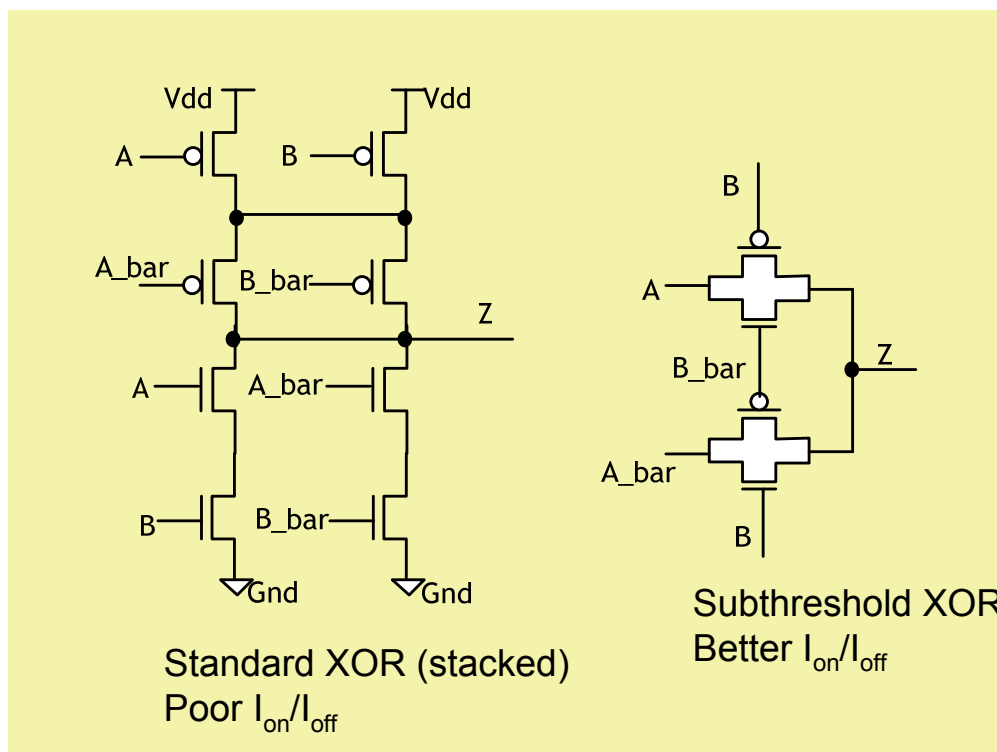 Vdd
Vdd
A
B
B
A_bar
B_bar
A
Z
Z
B_bar
A
A_bar
A_bar
B
B_bar
B
Gnd
Gnd
Subthreshold XOR
Better Ion/Ioff
Standard XOR (stacked)
Poor Ion/Ioff